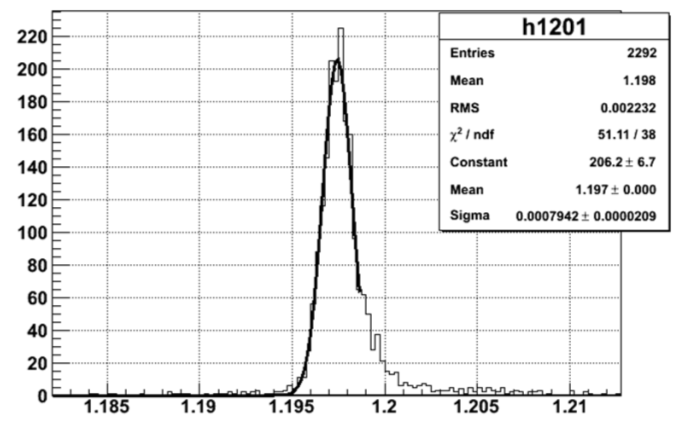 h1201
Entries 2292
Mean 1.198
RMS 0.002232
χ² / ndf 51.11 / 38
Constant 206.2 ± 6.7
Mean 1.197 ± 0.000
Sigma 0.0007942 ± 0.0000209
220
200
180
160
140
120
100
80
60
40
20
0
1.185 1.19 1.195 1.2 1.205 1.21